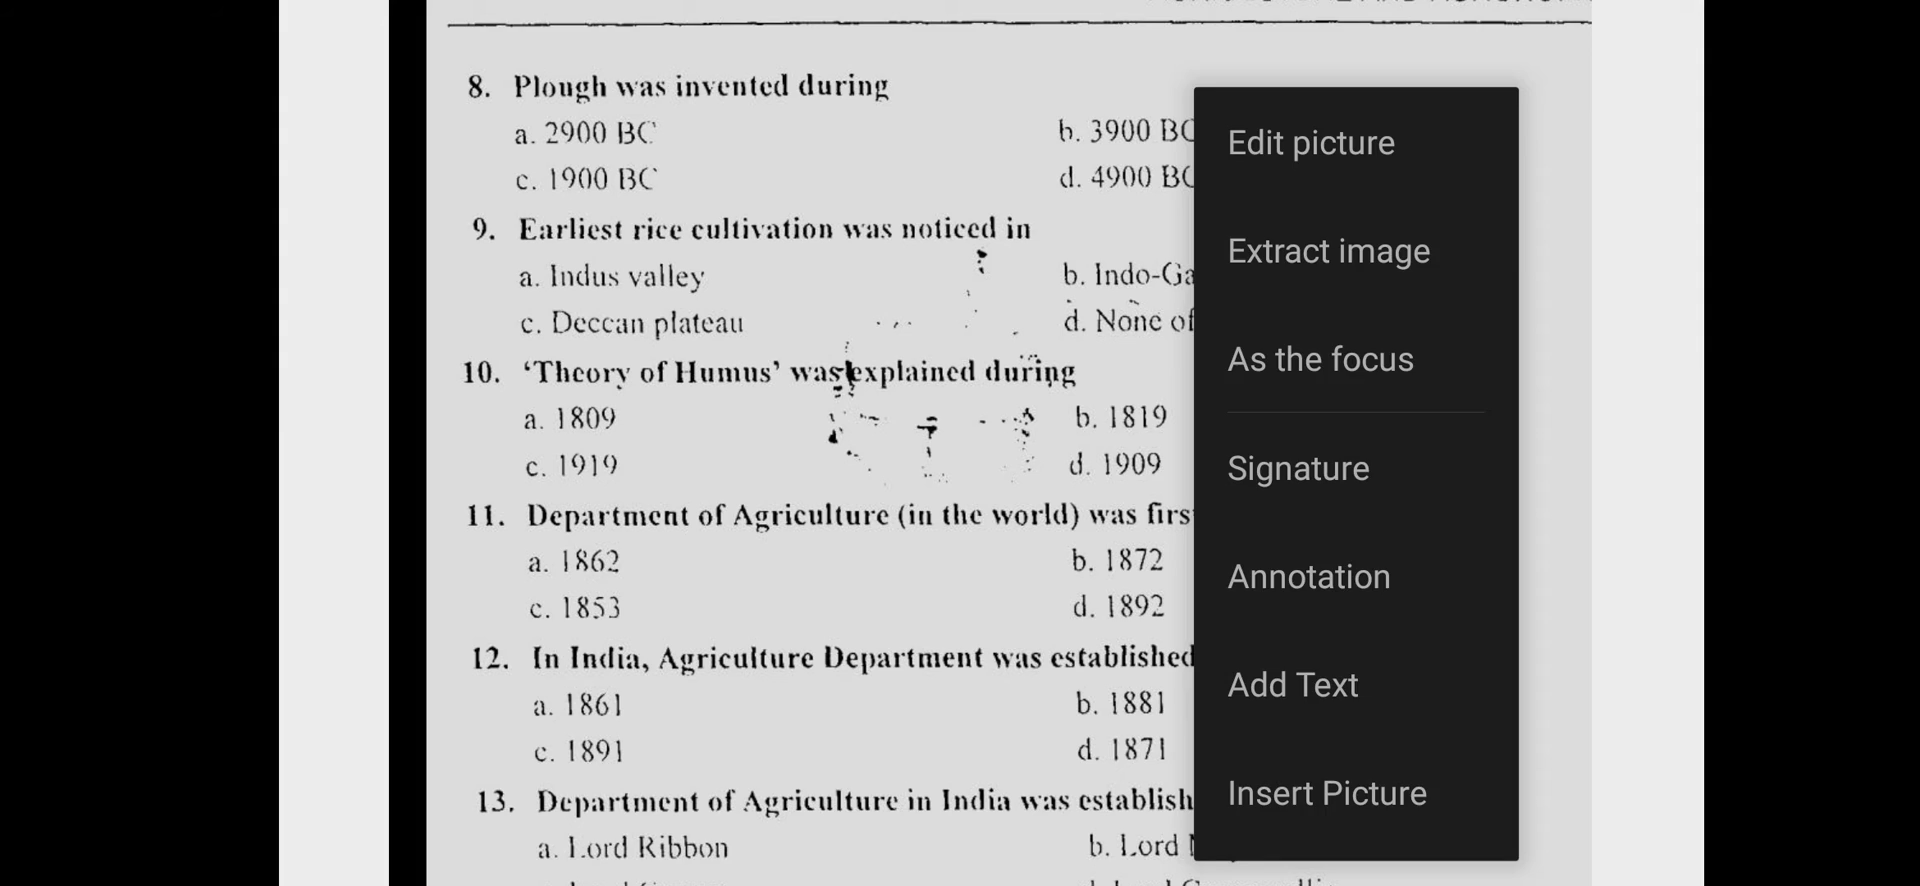 8. Plough was invented during
a. 2900 BC b. 3900 BC
c. 1900 BC d. 4900 BC
9. Earliest rice cultivation was noticed in
a. Indus valley b. Indo-Ga
c. Deccan plateau d. None of
10. ‘Theory of Humus’ was explained during
a. 1809 b. 1819
c. 1919 d. 1909
11. Department of Agriculture (in the world) was firs
a. 1862 b. 1872
c. 1853 d. 1892
12. In India, Agriculture Department was established
a. 1861 b. 1881
c. 1891 d. 1871
13. Department of Agriculture in India was establish
a. Lord Ribbon b. Lord
Edit picture
Extract image
As the focus
Signature
Annotation
Add Text
Insert Picture